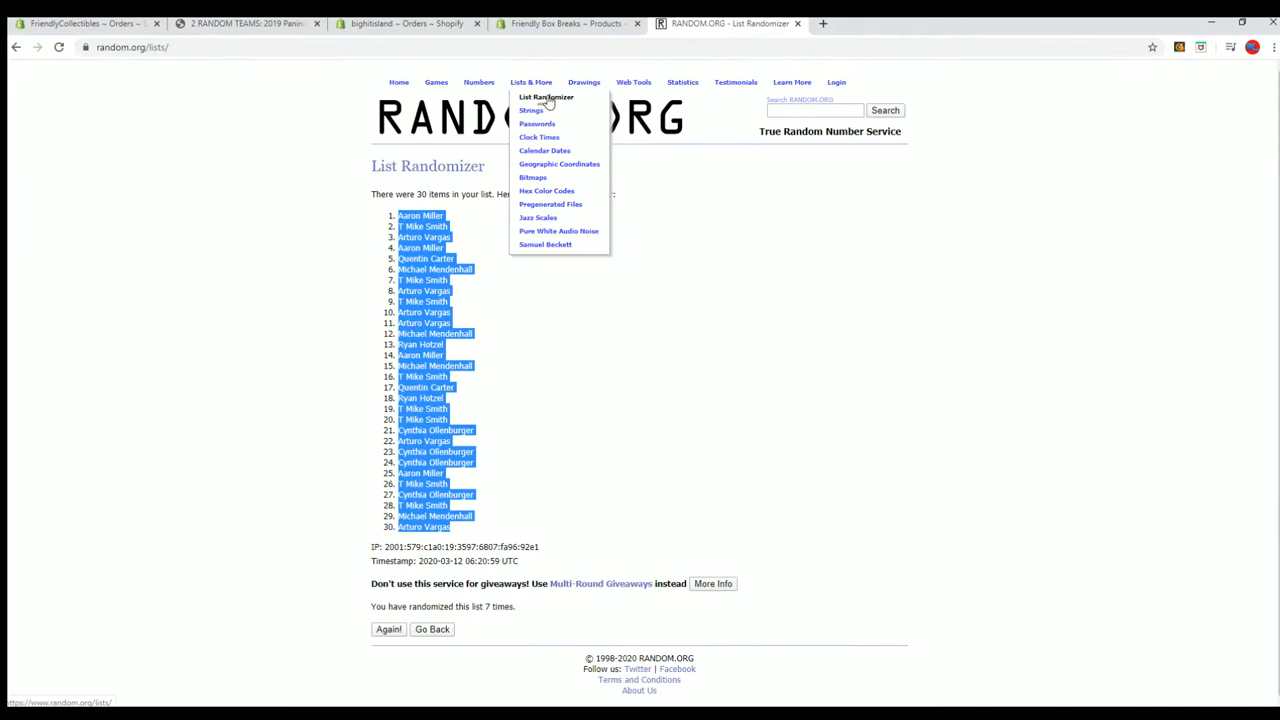 FriendlyCollectibles ~ Orders ~ S
2 RANDOM TEAMS: 2019 Panini
bighitisland ~ Orders ~ Shopify
Friendly Box Breaks ~ Products ~
RANDOM.ORG - List Randomizer
random.org/lists/
Home Games Numbers Lists & More Drawings Web Tools Statistics Testimonials Learn More Login
List Randomizer
Strings
Passwords
Clock Times
Calendar Dates
Geographic Coordinates
Bitmaps
Hex Color Codes
Pregenerated Files
Jazz Scales
Pure White Audio Noise
Samuel Beckett
RANDOM.ORG
Search RANDOM.ORG
Search
True Random Number Service
List Randomizer
There were 30 items in your list. Her
:
1. Aaron Miller
2. T Mike Smith
3. Arturo Vargas
4. Aaron Miller
5. Quentin Carter
6. Michael Mendenhall
7. T Mike Smith
8. Arturo Vargas
9. T Mike Smith
10. Arturo Vargas
11. Arturo Vargas
12. Michael Mendenhall
13. Ryan Hotzel
14. Aaron Miller
15. Michael Mendenhall
16. T Mike Smith
17. Quentin Carter
18. Ryan Hotzel
19. T Mike Smith
20. T Mike Smith
21. Cynthia Ollenburger
22. Arturo Vargas
23. Cynthia Ollenburger
24. Cynthia Ollenburger
25. Aaron Miller
26. T Mike Smith
27. Cynthia Ollenburger
28. T Mike Smith
29. Michael Mendenhall
30. Arturo Vargas
IP: 2001:579:c1a0:19:3597:6807:fa96:92e1
Timestamp: 2020-03-12 06:20:59 UTC
Don't use this service for giveaways! Use Multi-Round Giveaways instead More Info
You have randomized this list 7 times.
Again! Go Back
© 1998-2020 RANDOM.ORG
Follow us: Twitter | Facebook
Terms and Conditions
About Us
https://www.random.org/lists/